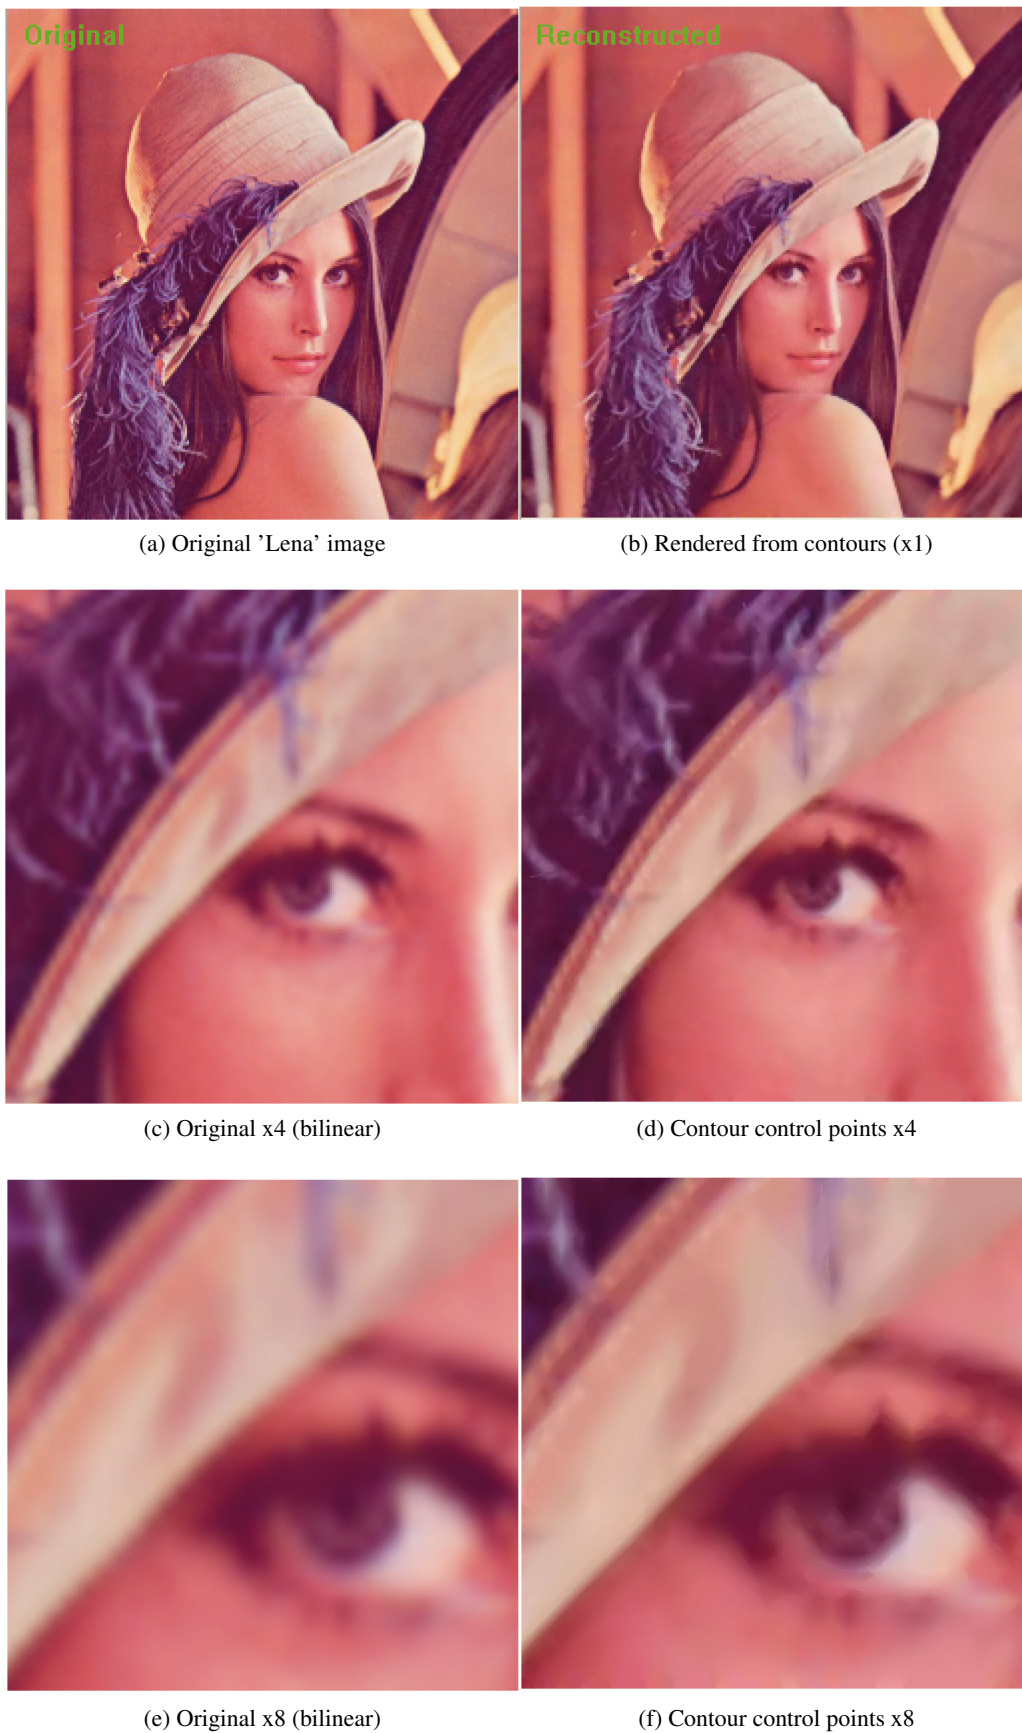 Original
Reconstructed
(a) Original ’Lena’ image
(b) Rendered from contours (x1)
(c) Original x4 (bilinear)
(d) Contour control points x4
(e) Original x8 (bilinear)
(f) Contour control points x8